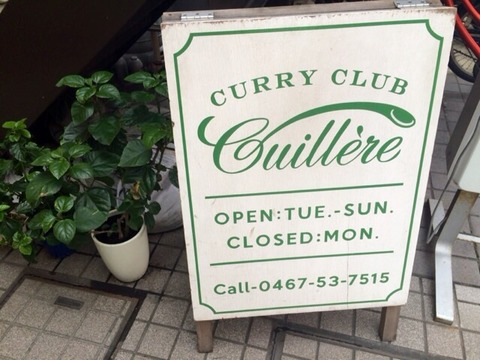 CURRY CLUB
Cuillère
OPEN:TUE.-SUN.
CLOSED:MON.
Call-0467-53-7515